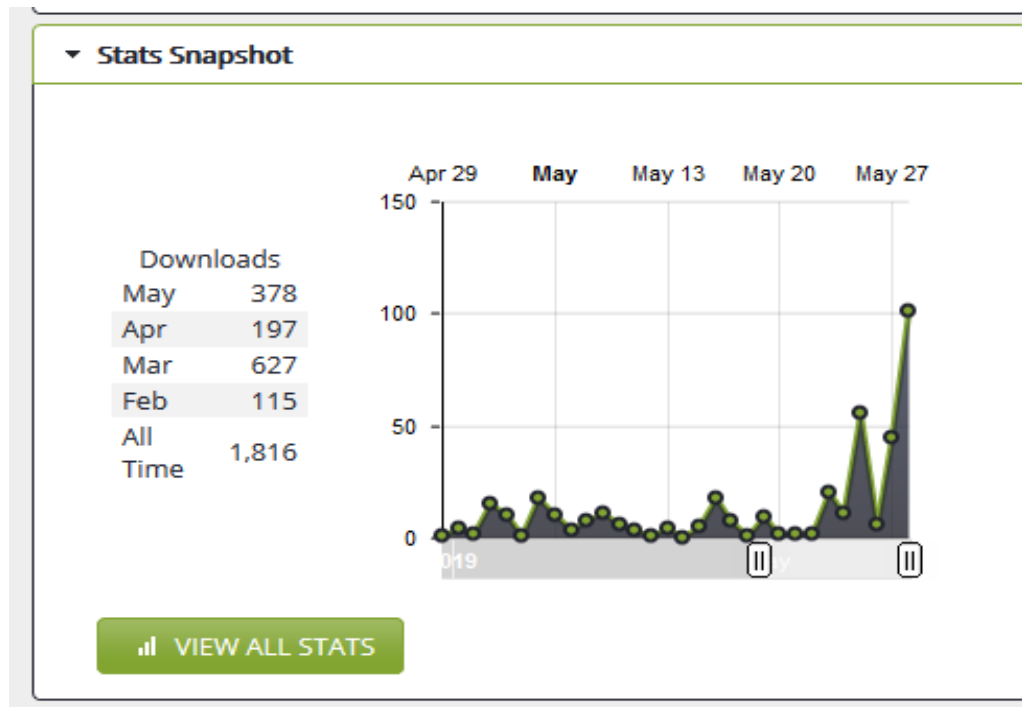 Stats Snapshot
Apr 29 May May 13 May 20 May 27
150
100
50
0
Downloads
May 378
Apr 197
Mar 627
Feb 115
All Time 1,816
VIEW ALL STATS